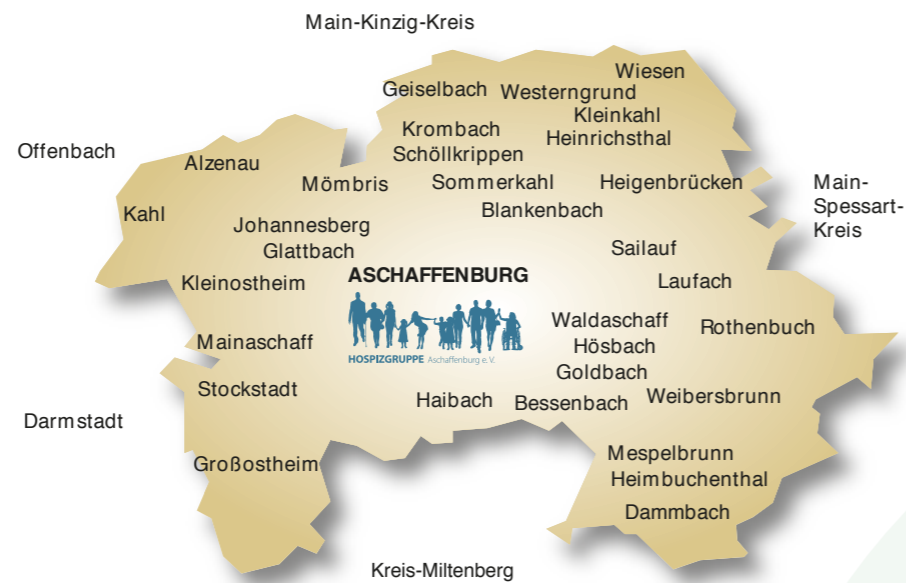 Main-Kinzig-Kreis
Wiesen
Geiselbach
Westerngrund
Kleinkahl
Krombach
Heinrichsthal
Offenbach
Alzenau
Schöllkrippen
Mömbris
Sommerkahl
Heigenbrücken
Main-
Spessart-
Kreis
Kahl
Blankenbach
Johannesberg
Glattbach
Sailauf
Kleinostheim
ASCHAFFENBURG
Laufach
Waldaschaff
Rothenbuch
Mainaschaff
Hösbach
HOSPIZGRUPPE Aschaffenburg e. V.
Goldbach
Stockstadt
Haibach
Bessenbach
Weibersbrunn
Darmstadt
Großostheim
Mespelbrunn
Heimbuchenthal
Dammbach
Kreis-Miltenberg